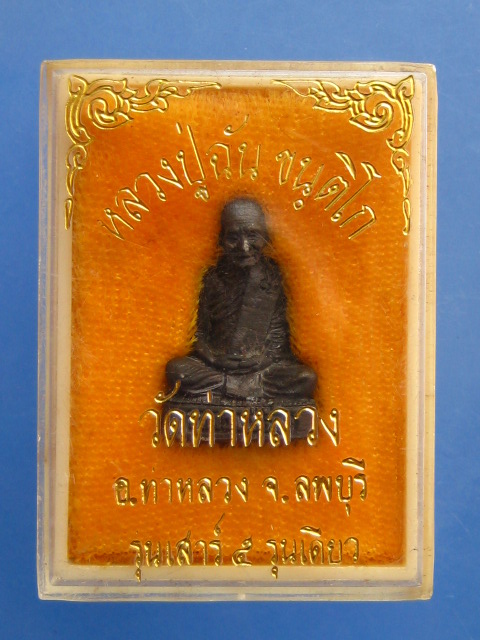 หลวงปู่ฉัน ขนฺติโก
วัดท่าหลวง
อ.ท่าหลวง จ.ลพบุรี
รุ่นเสาร์ ๕ รุ่นเดียว